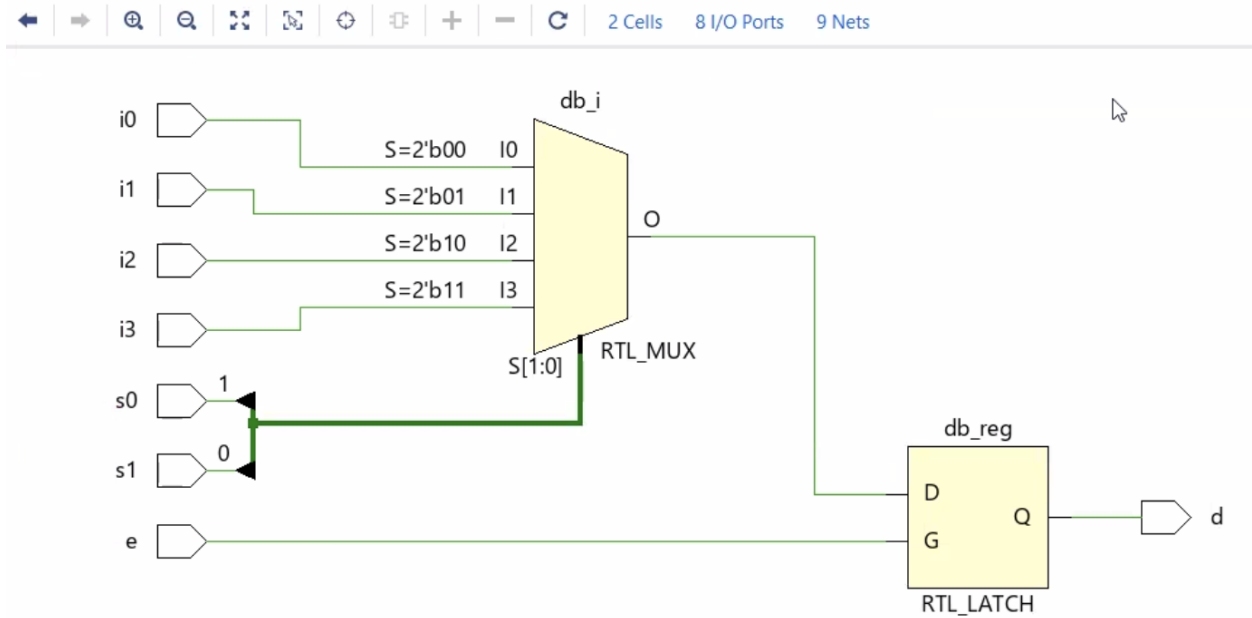 2 Cells 8 I/O Ports 9 Nets
db_i
i0
S=2'b00 I0
i1
S=2'b01 I1
O
i2
S=2'b10 I2
i3
S=2'b11 I3
RTL_MUX
S[1:0]
s0
1
s1
0
db_reg
D
Q
d
e
G
RTL_LATCH